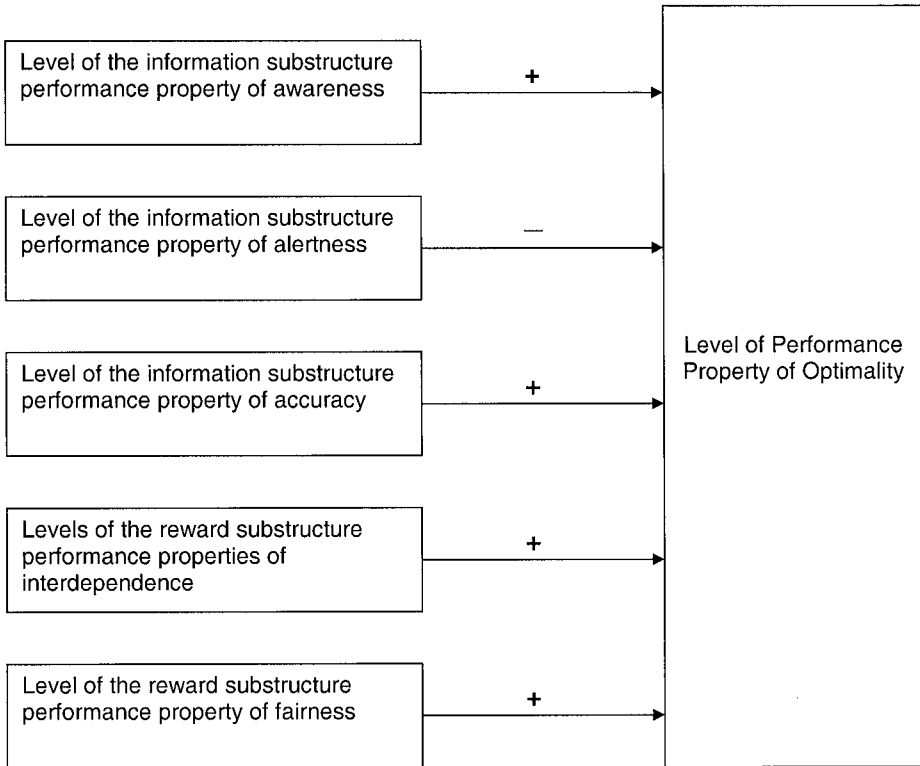 Level of the information substructure
performance property of awareness
+
Level of the information substructure
performance property of alertness
—
Level of Performance
Property of Optimality
Level of the information substructure
performance property of accuracy
+
Levels of the reward substructure
performance properties of
interdependence
+
Level of the reward substructure
performance property of fairness
+